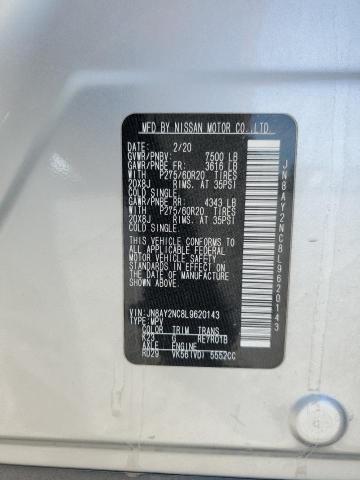 MFD BY NISSAN MOTOR CO.,LTD
DATE: 2/20
GVWR/PNBV: 7500 LB
GAWR/PNBE FR: 3616 LB
WITH P275/60R20 TIRES
20X8J RIMS, AT 35PSI
COLD SINGLE.
GAWR/PNBE RR: 4343 LB
WITH P275/60R20 TIRES
20X8J RIMS, AT 35PSI
COLD SINGLE.
THIS VEHICLE CONFORMS TO
ALL APPLICABLE FEDERAL
MOTOR VEHICLE SAFETY
STANDARDS IN EFFECT ON
THE DATE OF MANUFACTURE
SHOWN ABOVE.
VIN: JN8AY2NC8L9620143
TYPE: MPV
COLOR TRIM TRANS
K23 G RE7R01B
AXLE ENGINE
RD29 VK56(VD) 5552CC
JN8AY2NC8L9620143